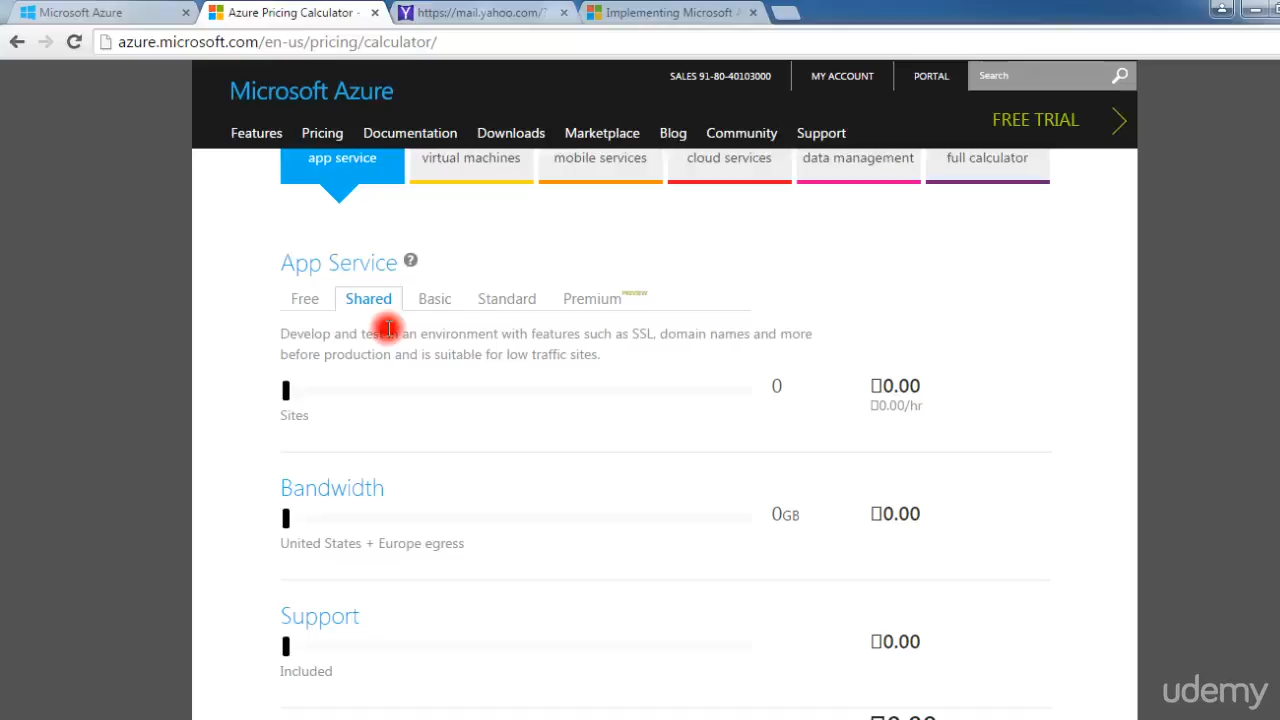 Microsoft Azure
Azure Pricing Calculator -
https://mail.yahoo.com/?
Implementing Microsoft
azure.microsoft.com/en-us/pricing/calculator/
SALES 91-80-40103000
MY ACCOUNT
PORTAL
Search
Microsoft Azure
FREE TRIAL
Features Pricing Documentation Downloads Marketplace Blog Community Support
app service virtual machines mobile services cloud services data management full calculator
App Service ?
Free Shared Basic Standard Premium PREVIEW
Develop and test in an environment with features such as SSL, domain names and more
before production and is suitable for low traffic sites.
0 0.00
0.00/hr
Sites
Bandwidth
0GB 0.00
United States + Europe egress
Support
0.00
Included
udemy